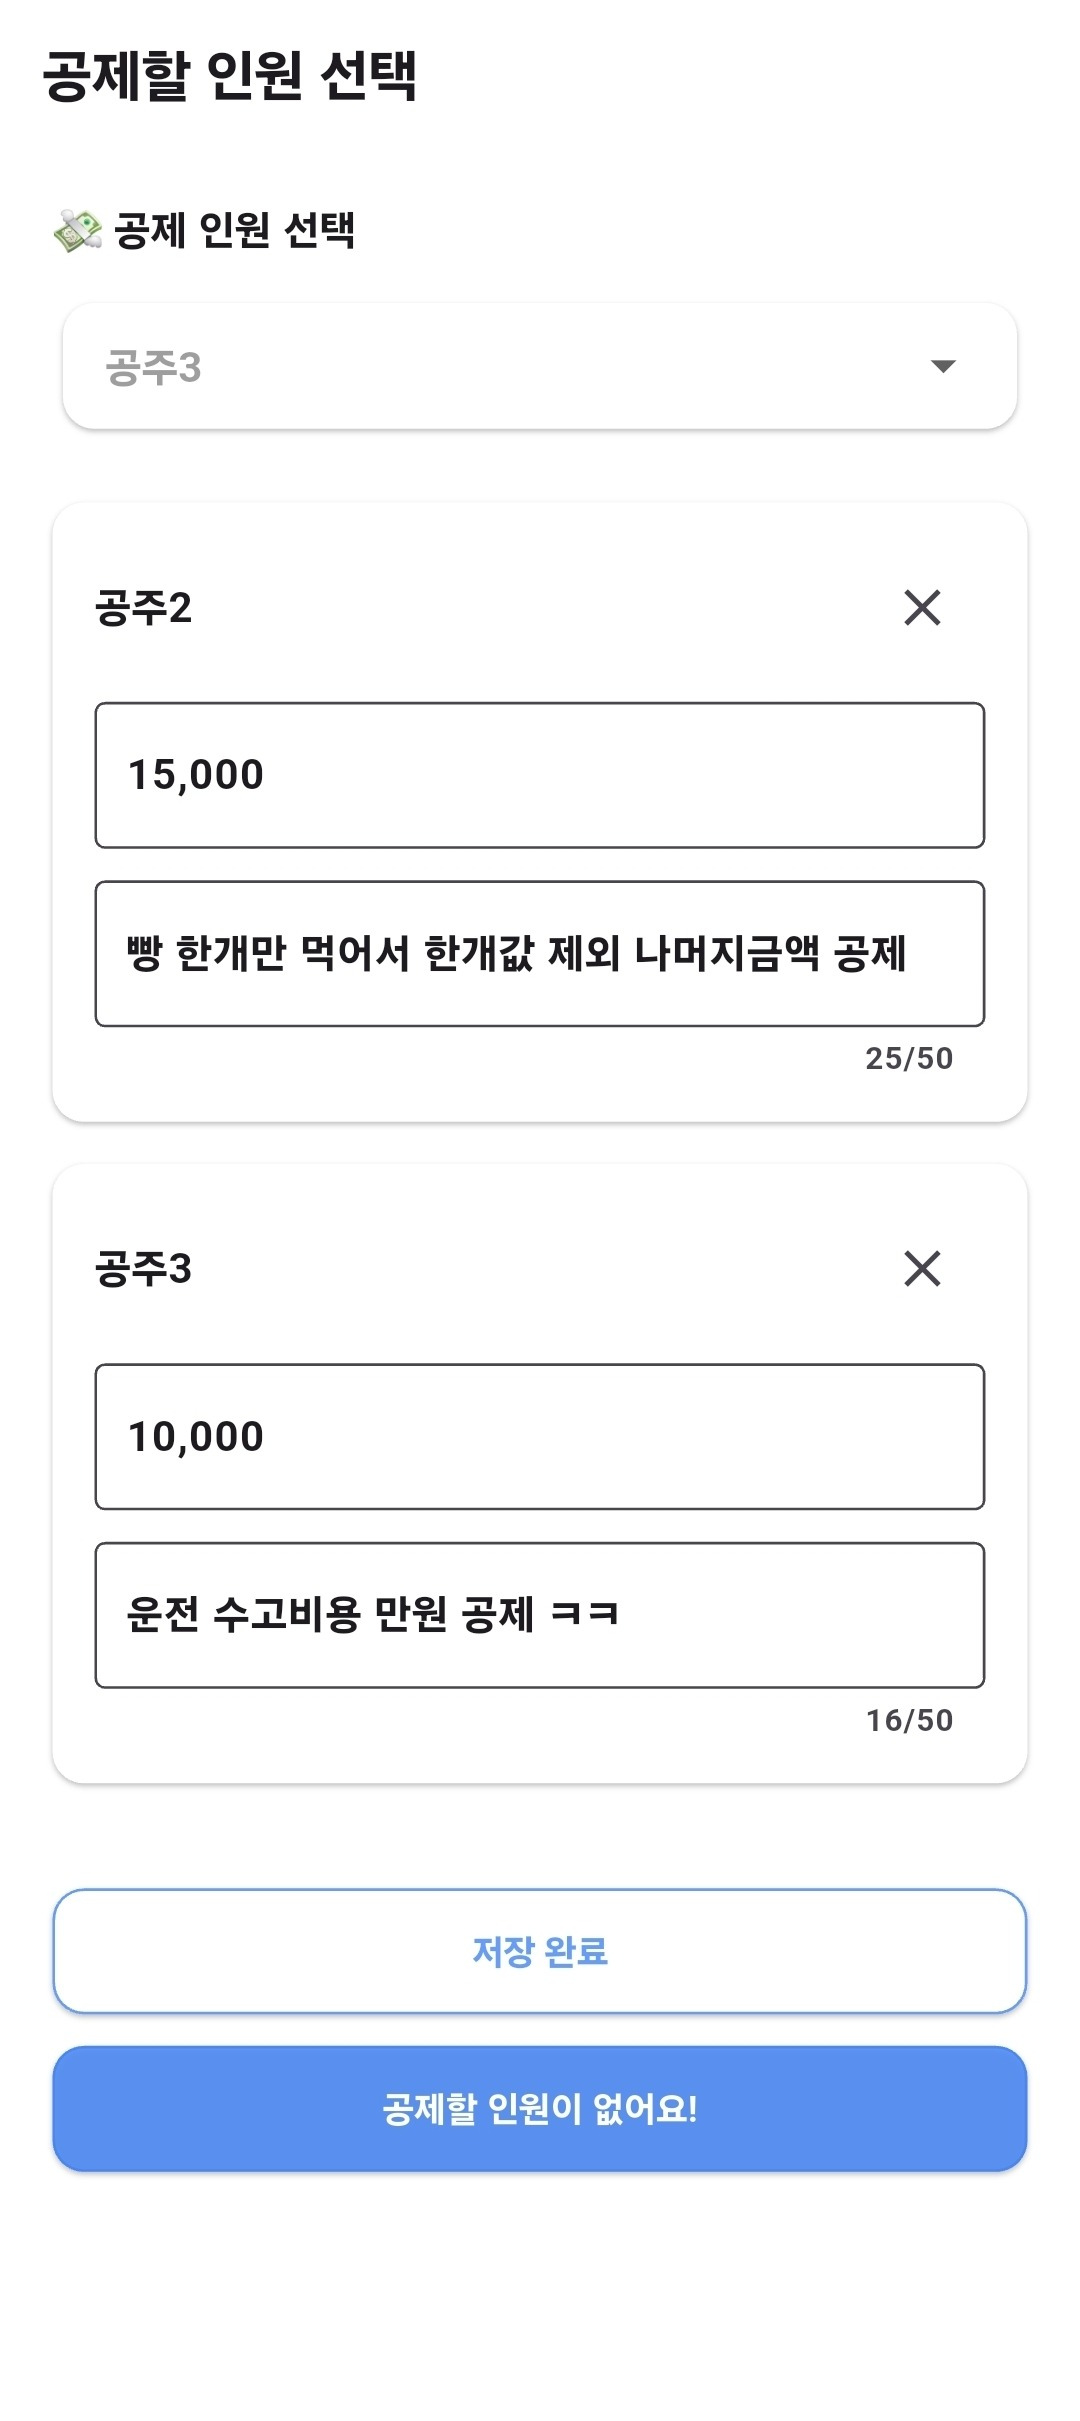 공제할 인원 선택
💸 공제 인원 선택
공주3
공주2
15,000
빵 한개만 먹어서 한개값 제외 나머지금액 공제
25/50
공주3
10,000
운전 수고비용 만원 공제 ㅋㅋ
16/50
저장 완료
공제할 인원이 없어요!